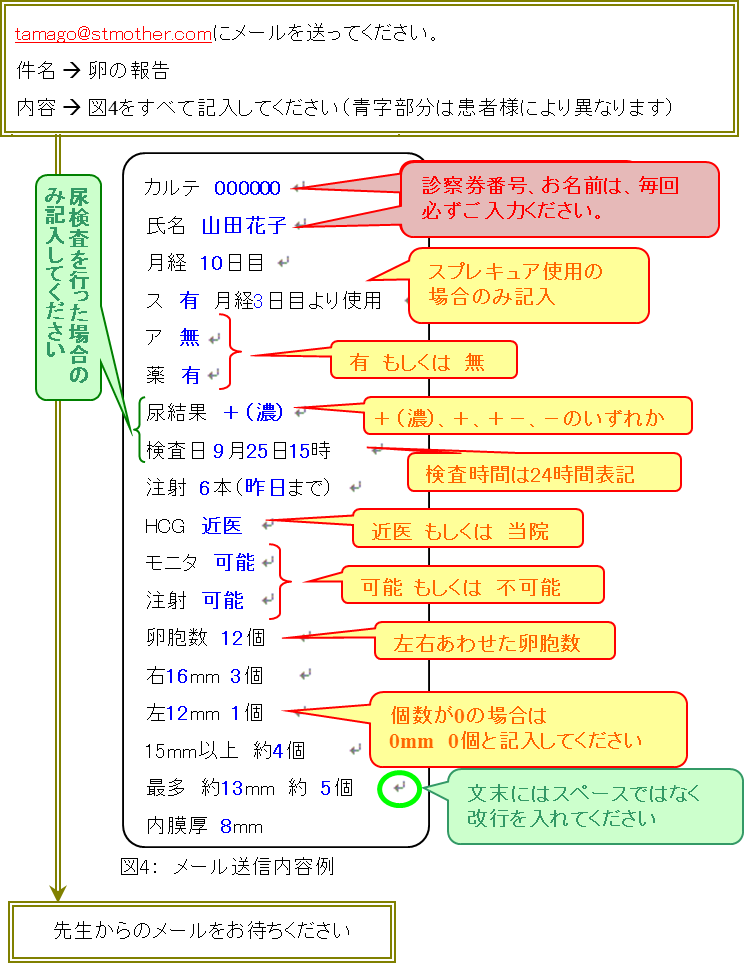 tamago@stmother.comにメールを送ってください。
件名→卵の報告
内容→図4をすべて記入してください（青字部分は患者様により異なります）
尿検査を行った場合の
み記入してください
カルテ 000000
診察券番号、お名前は、毎回
必ずご入力ください。
氏名 山田花子
月経 10日目
スプレキュア使用の
場合のみ記入
ス 有 月経3日目より使用
ア 無
有 もしくは 無
薬 有
尿結果 ＋（濃）
＋（濃）、＋、＋－、－のいずれか
検査日 9月25日15時
検査時間は24時間表記
注射 6本（昨日まで）
HCG 近医
近医 もしくは 当院
モニタ 可能
可能 もしくは 不可能
注射 可能
卵胞数 12個
左右あわせた卵胞数
右16mm 3個
左12mm 1個
個数が0の場合は
0mm 0個と記入してください
15mm以上 約4個
最多 約13mm 約 5個
文末にはスペースではなく
改行を入れてください
内膜厚 8mm
図4： メール送信内容例
先生からのメールをお待ちください